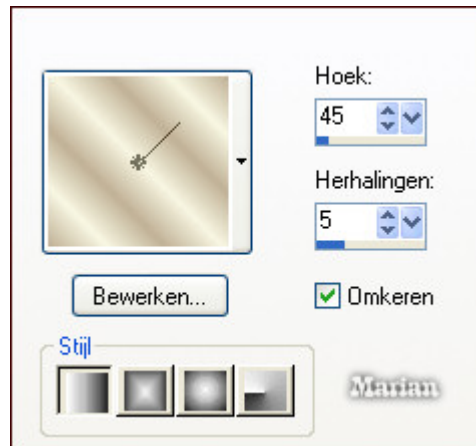 Hoek:
45
Herhalingen:
5
Bewerken...
Omkeren
Stijl
Marian